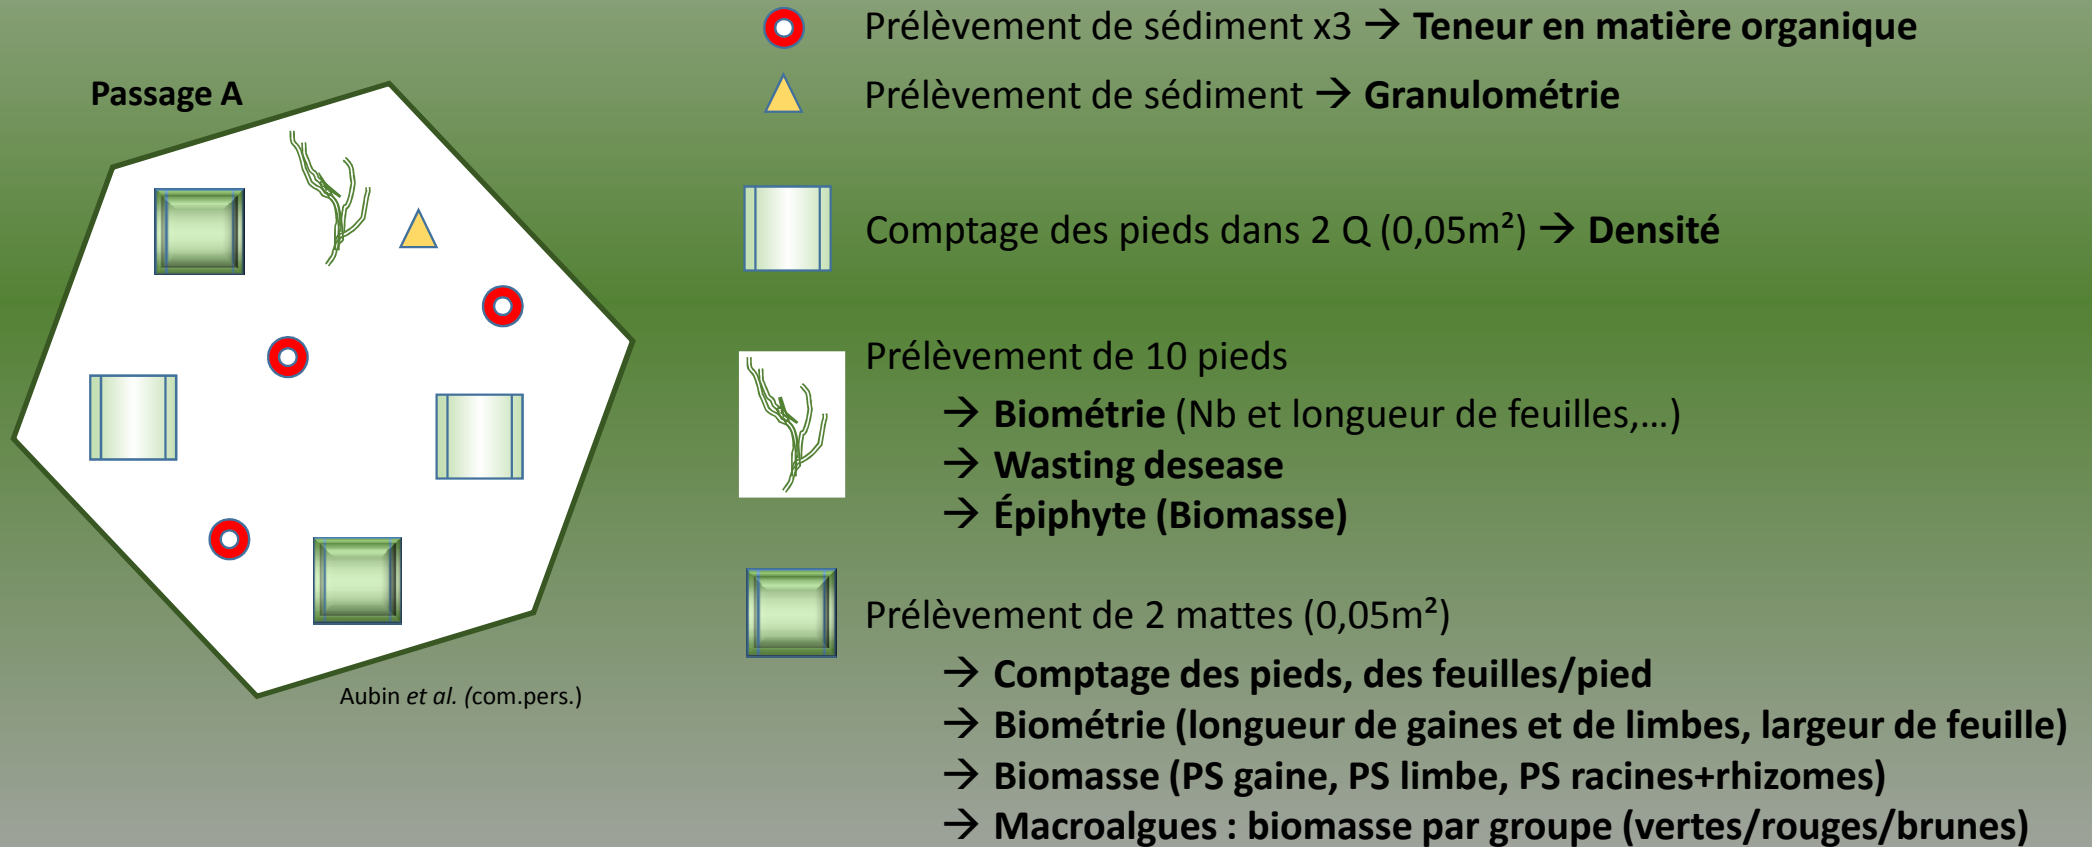 Passage A
Prélèvement de sédiment x3 → Teneur en matière organique
Prélèvement de sédiment → Granulométrie
Comptage des pieds dans 2 Q (0,05m²) → Densité
Prélèvement de 10 pieds
→ Biométrie (Nb et longueur de feuilles,...)
→ Wasting desease
→ Épiphyte (Biomasse)
Prélèvement de 2 mattes (0,05m²)
→ Comptage des pieds, des feuilles/pied
→ Biométrie (longueur de gaines et de limbes, largeur de feuille)
→ Biomasse (PS gaine, PS limbe, PS racines+rhizomes)
→ Macroalgues : biomasse par groupe (vertes/rouges/brunes)
Aubin et al. (com.pers.)